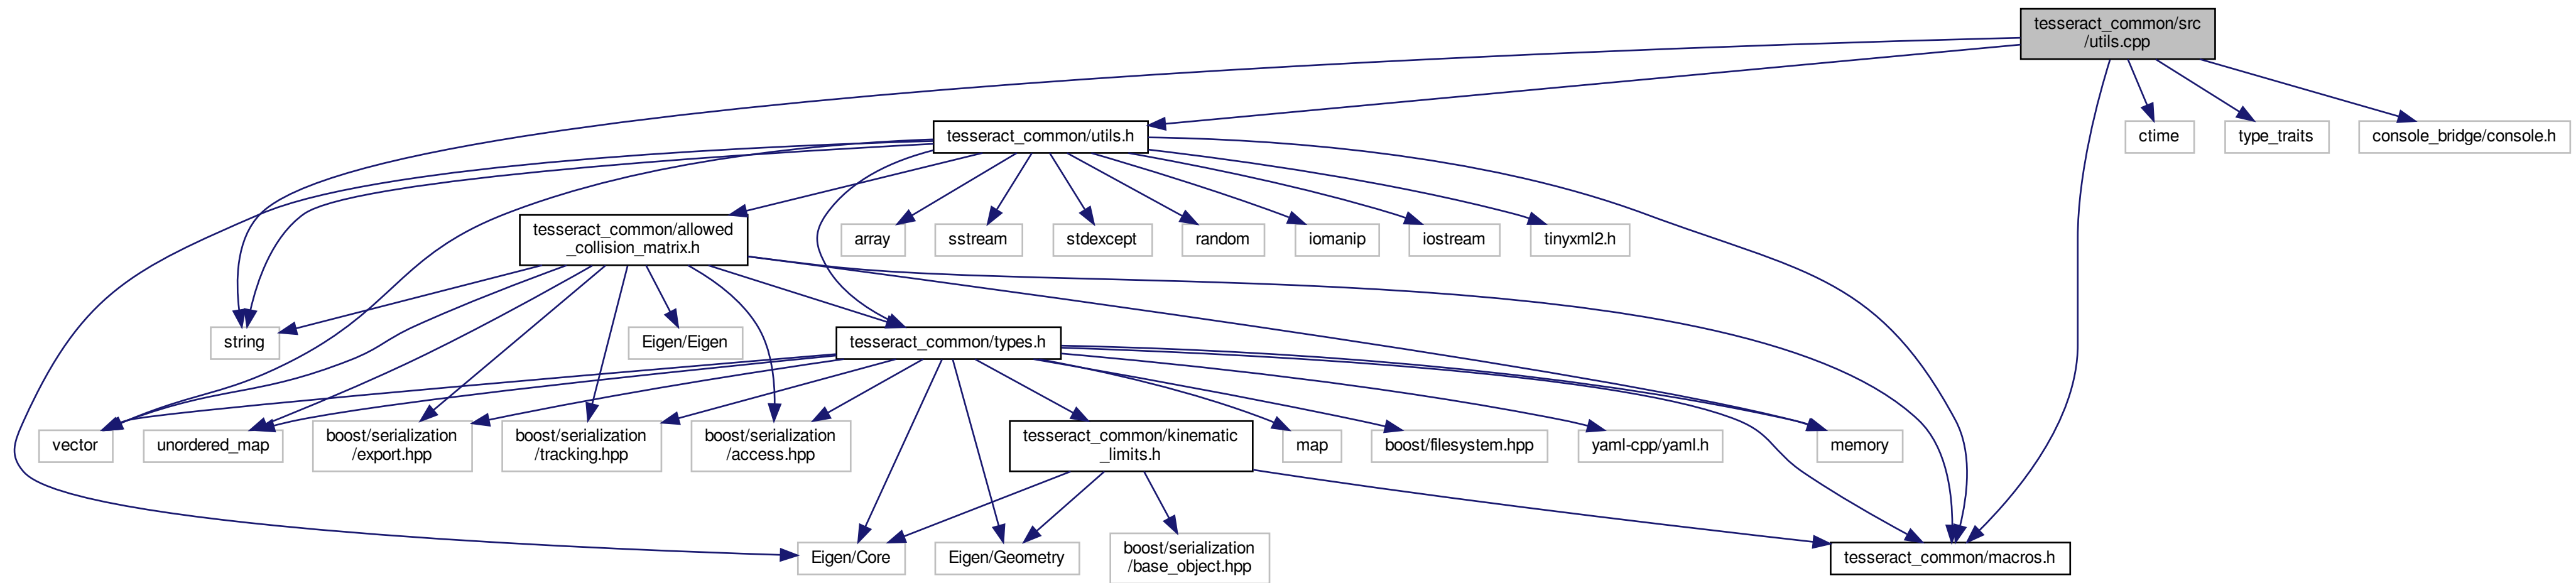 tesseract_common/src
/utils.cpp
tesseract_common/utils.h
ctime
type_traits
console_bridge/console.h
tesseract_common/allowed
_collision_matrix.h
array
sstream
stdexcept
random
iomanip
iostream
tinyxml2.h
string
Eigen/Eigen
tesseract_common/types.h
vector
unordered_map
boost/serialization
/export.hpp
boost/serialization
/tracking.hpp
boost/serialization
/access.hpp
tesseract_common/kinematic
_limits.h
map
boost/filesystem.hpp
yaml-cpp/yaml.h
memory
Eigen/Core
Eigen/Geometry
boost/serialization
/base_object.hpp
tesseract_common/macros.h